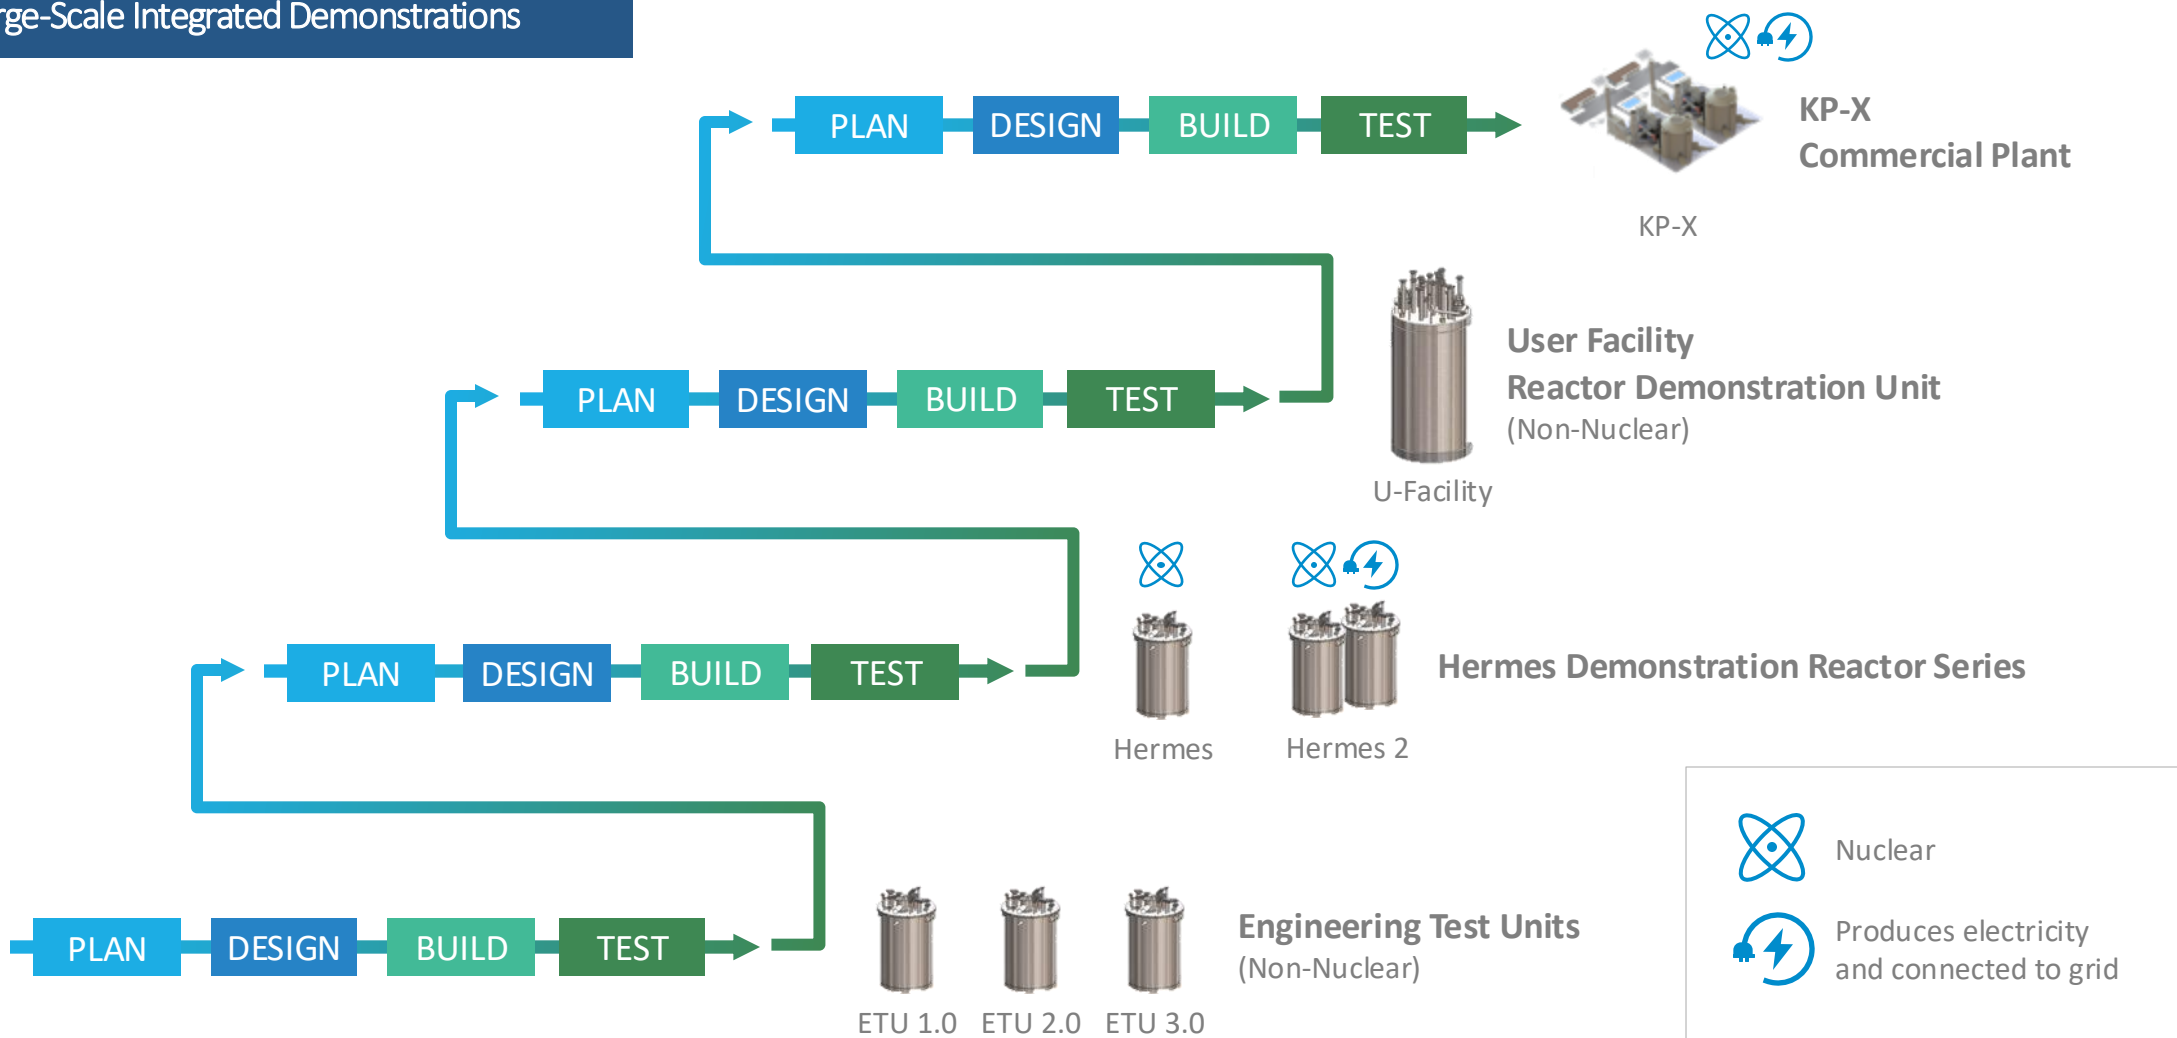 rge-Scale Integrated Demonstrations
PLAN DESIGN BUILD TEST
KP-X
Commercial Plant
KP-X
PLAN DESIGN BUILD TEST
User Facility
Reactor Demonstration Unit
(Non-Nuclear)
U-Facility
PLAN DESIGN BUILD TEST
Hermes Demonstration Reactor Series
Hermes Hermes 2
PLAN DESIGN BUILD TEST
Engineering Test Units
(Non-Nuclear)
ETU 1.0 ETU 2.0 ETU 3.0
Nuclear
Produces electricity
and connected to grid